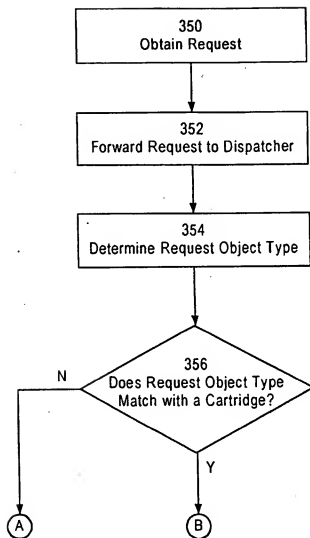 350
Obtain Request
352
Forward Request to Dispatcher
354
Determine Request Object Type
356
Does Request Object Type
Match with a Cartridge?
N
Y
A
B